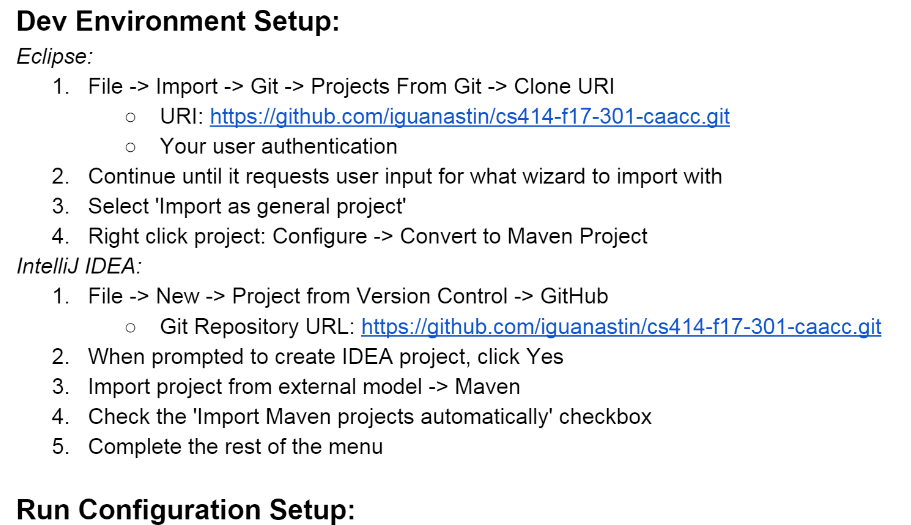 Dev Environment Setup:
Eclipse:
1. File -> Import -> Git -> Projects From Git -> Clone URI
○ URI: https://github.com/iguanastin/cs414-f17-301-caacc.git
○ Your user authentication
2. Continue until it requests user input for what wizard to import with
3. Select 'Import as general project'
4. Right click project: Configure -> Convert to Maven Project
IntelliJ IDEA:
1. File -> New -> Project from Version Control -> GitHub
○ Git Repository URL: https://github.com/iguanastin/cs414-f17-301-caacc.git
2. When prompted to create IDEA project, click Yes
3. Import project from external model -> Maven
4. Check the 'Import Maven projects automatically' checkbox
5. Complete the rest of the menu
Run Configuration Setup: